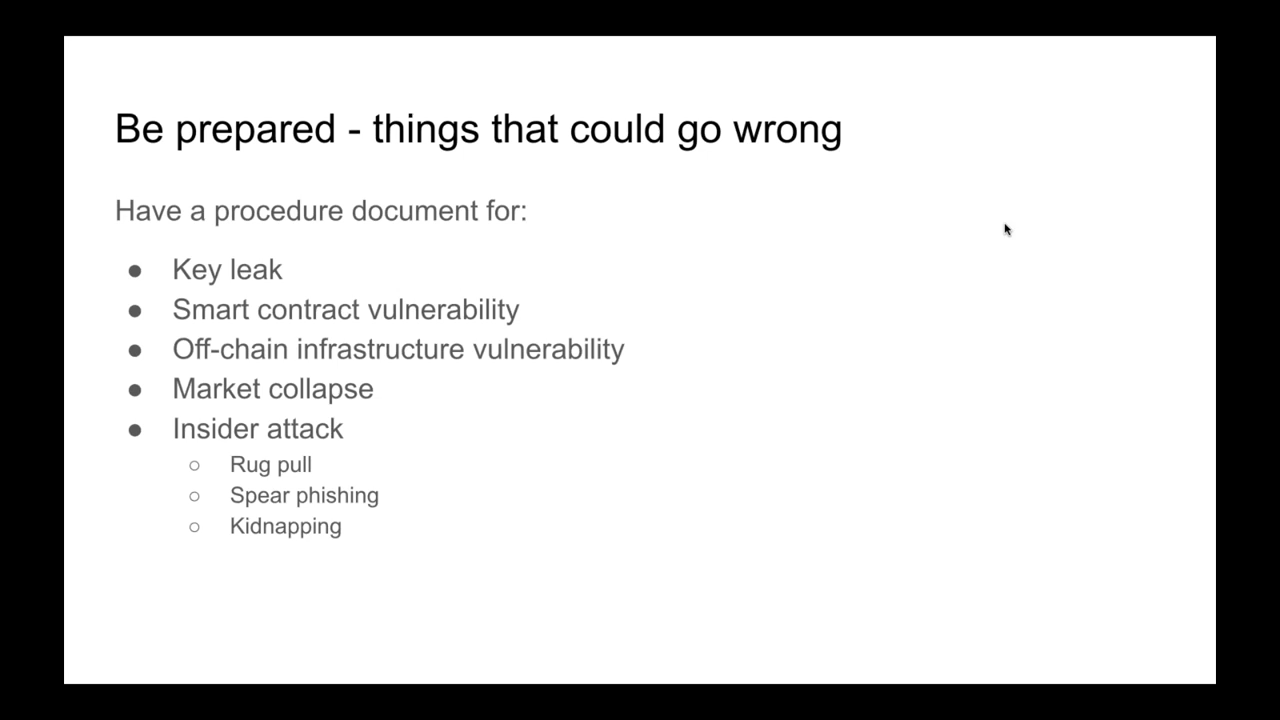 Be prepared - things that could go wrong
Have a procedure document for:
● Key leak
● Smart contract vulnerability
● Off-chain infrastructure vulnerability
● Market collapse
● Insider attack
○ Rug pull
○ Spear phishing
○ Kidnapping